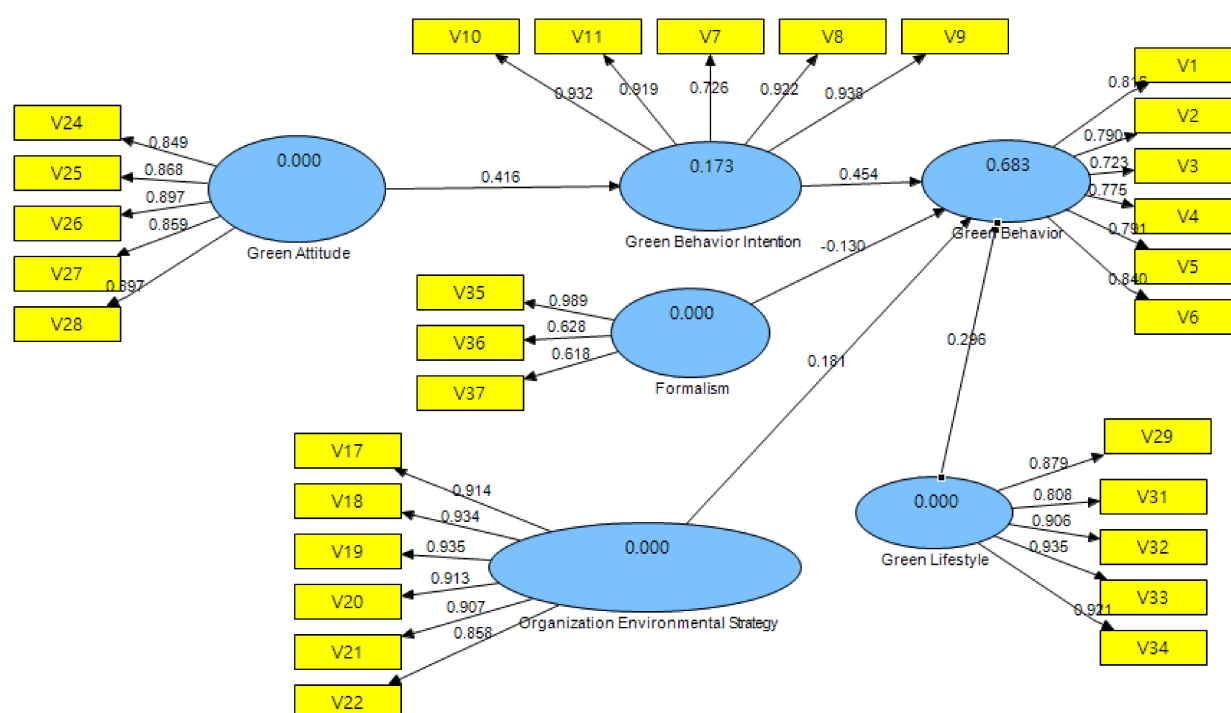 V10
V11
V7
V8
V9
0.932
0.919
0.726
0.922
0.938
V1
V2
V3
V4
V5
V6
0.816
0.790
0.723
0.775
0.791
0.840
V24
V25
V26
V27
V28
0.849
0.868
0.897
0.859
0.897
0.000
Green Attitude
0.416
0.173
Green Behavior Intention
0.454
0.683
Green Behavior
-0.130
V35
V36
V37
0.989
0.628
0.618
0.000
Formalism
0.181
0.296
V17
V18
V19
V20
V21
V22
0.914
0.934
0.935
0.913
0.907
0.858
0.000
Organization Environmental Strategy
0.000
Green Lifestyle
0.879
0.808
0.906
0.935
0.921
V29
V31
V32
V33
V34